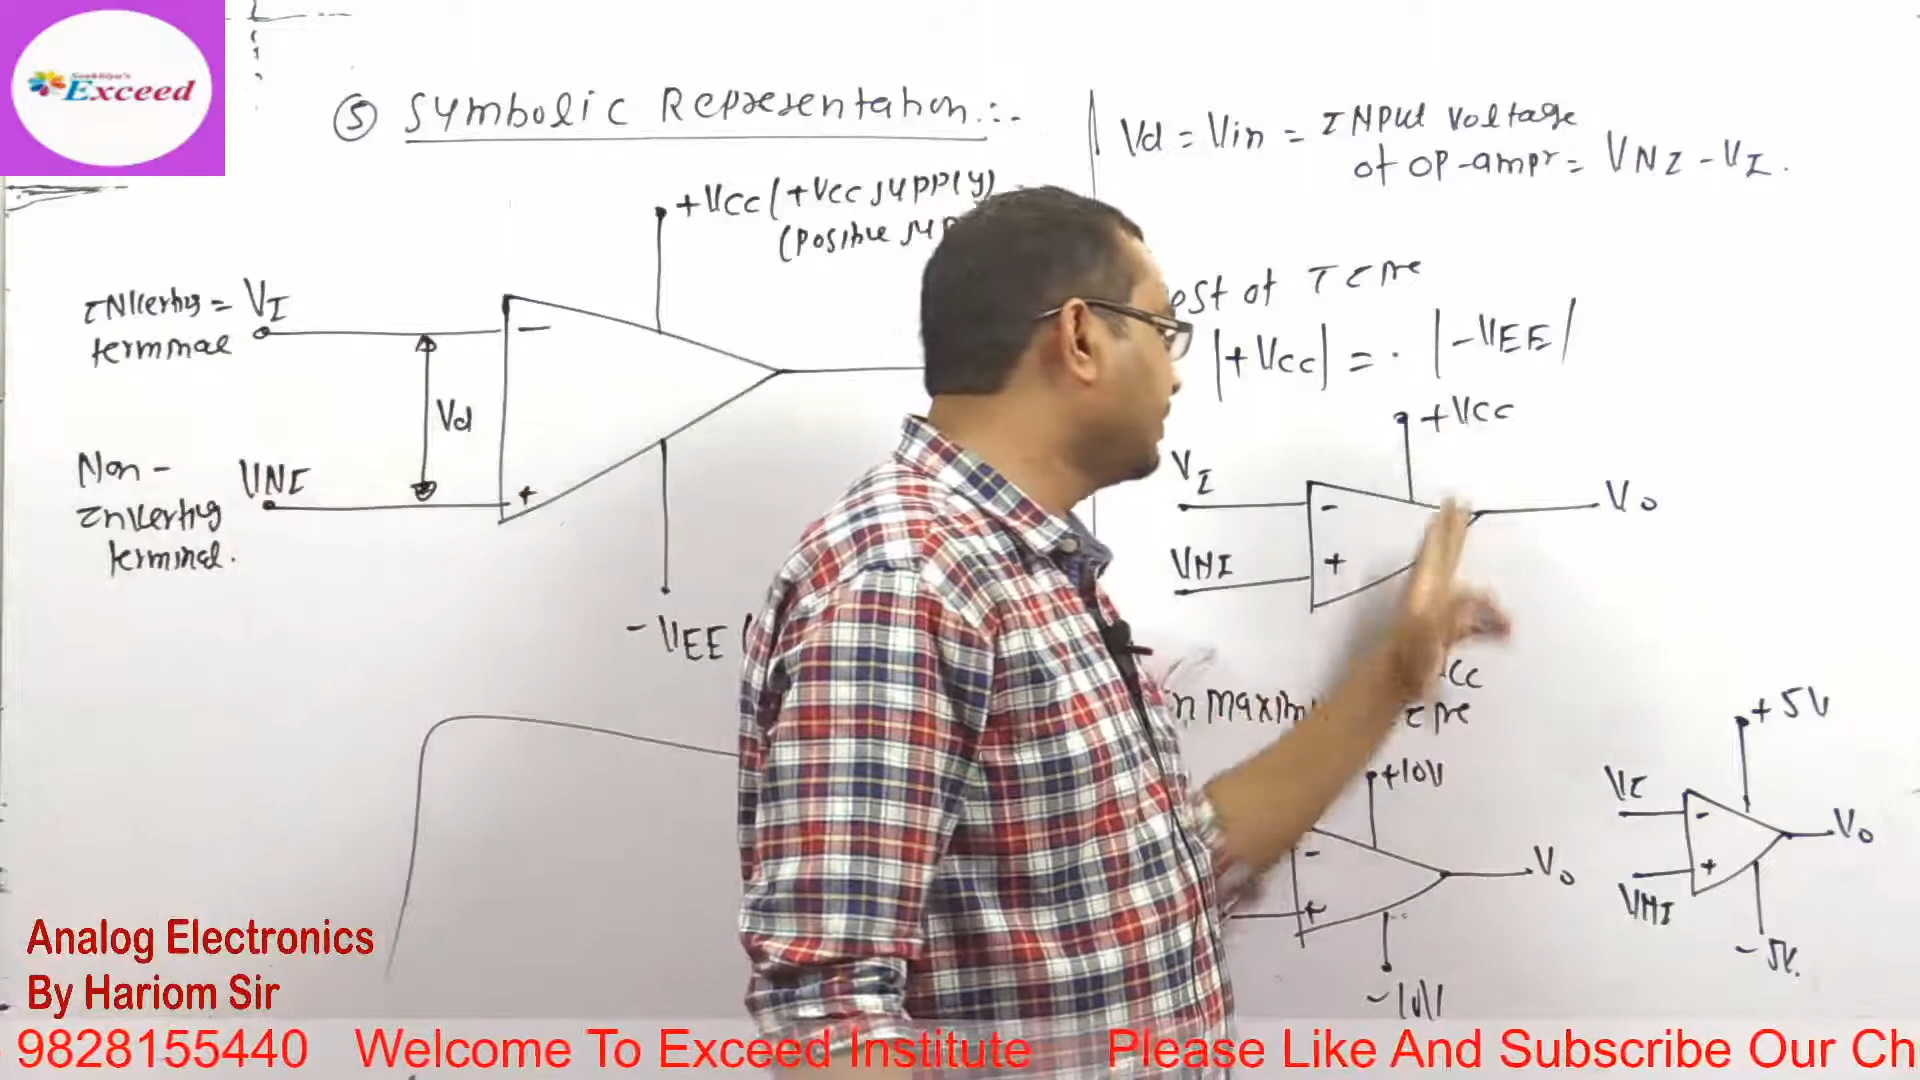 Exceed
⑤ Symbolic Representation :-
+VCC (+VCC supply)
(Positive
Inverting = VI
terminal
Vd
Non-
Inverting
terminal.
VNI
-
+
-VEE (
Vd = Vin = INPUT voltage
of op-ampr = VNI - VI.
of Time
|+VCC| = |-VEE|
+VCC
VI
-
VNI
+
Vo
CC
+10V
-
+
Vo
-10V
+5V
VI
-
VNI
+
Vo
-5V.
Analog Electronics
By Hariom Sir
9828155440 Welcome To Exceed Institute Please Like And Subscribe Our Ch